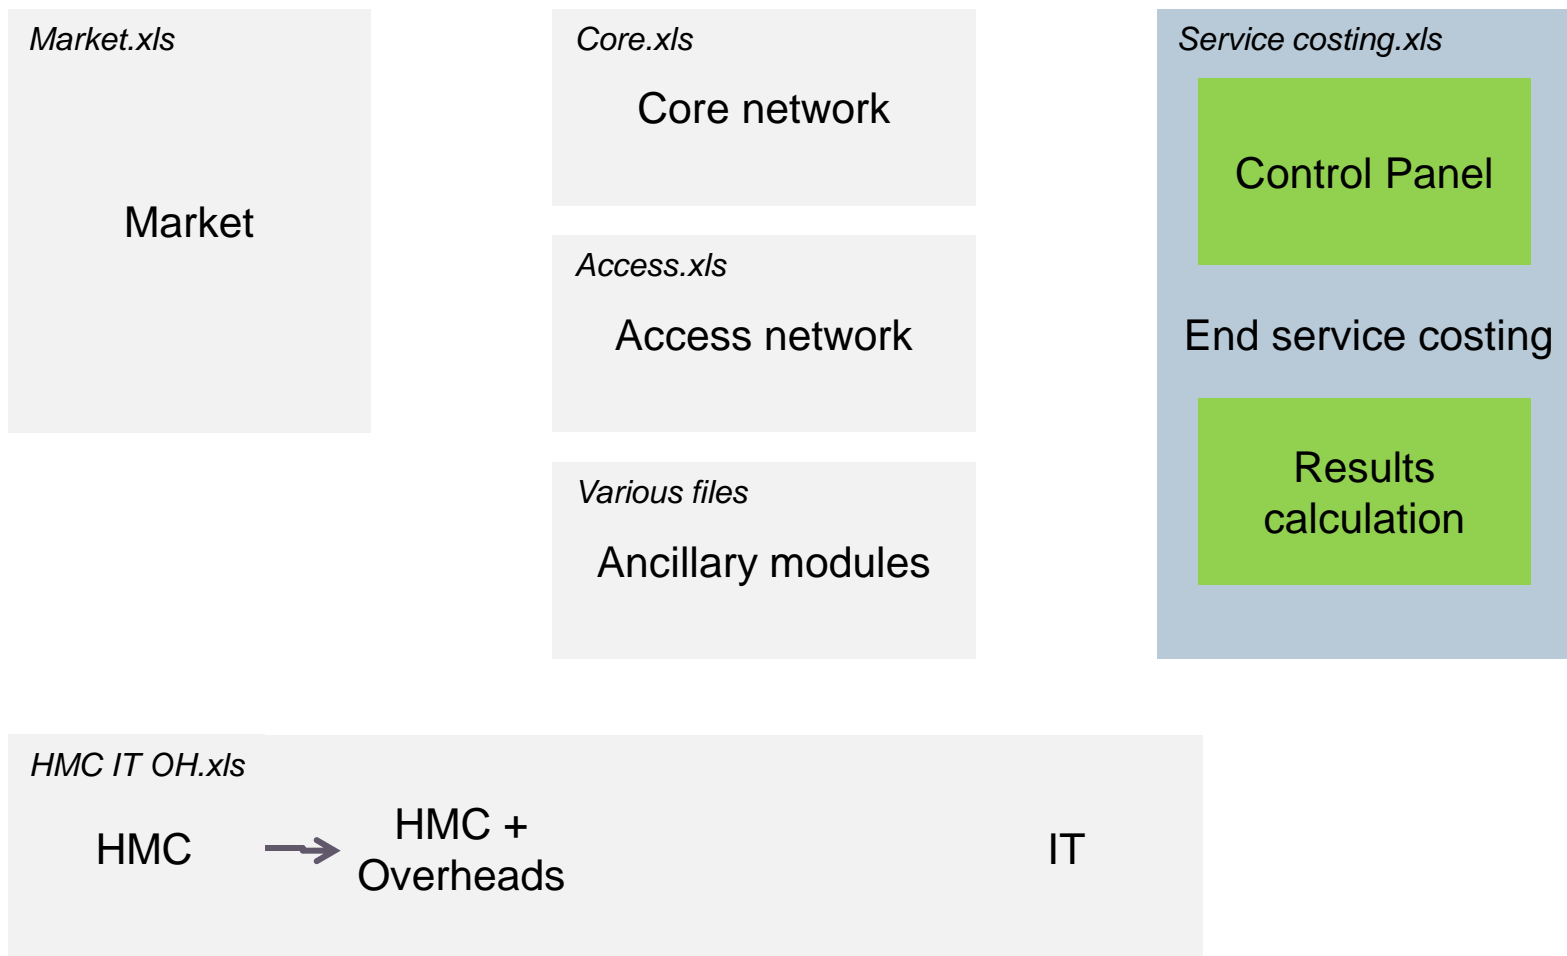 Market.xls
Market
Core.xls
Core network
Access.xls
Access network
Various files
Ancillary modules
Service costing.xls
Control Panel
End service costing
Results
calculation
HMC IT OH.xls
HMC
HMC +
Overheads
IT